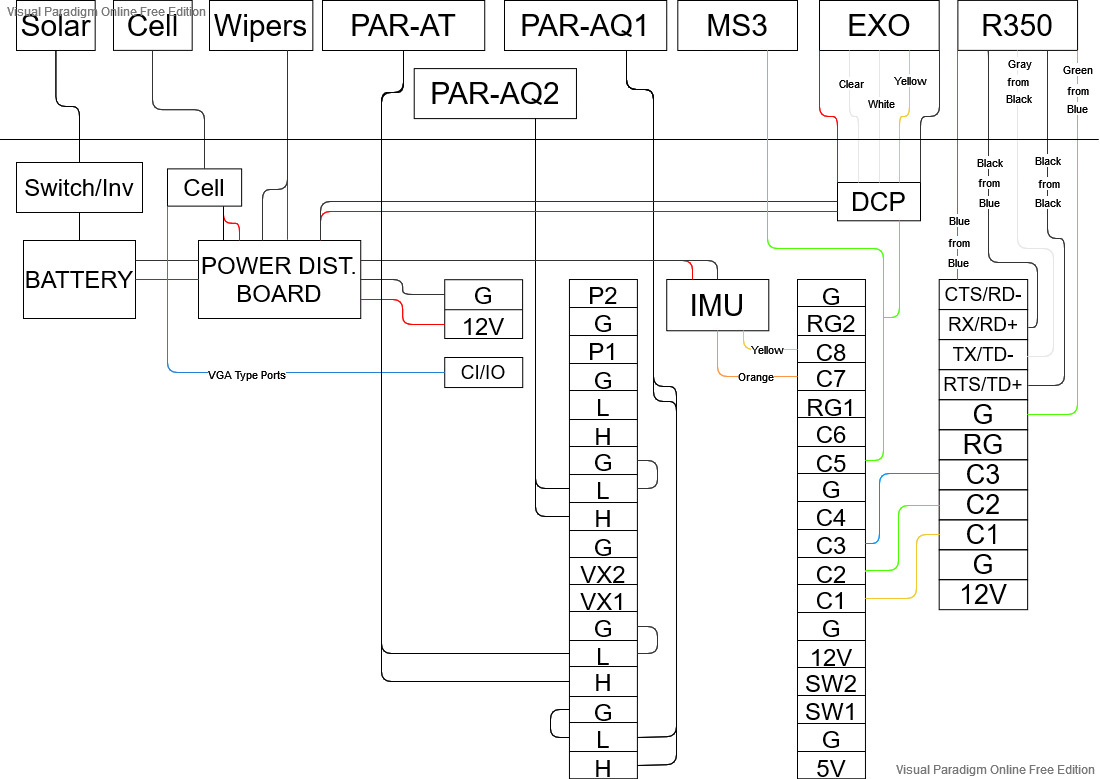 Visual Paradigm Online Free Edition
Solar
Cell
Wipers
PAR-AT
PAR-AQ1
MS3
EXO
R350
PAR-AQ2
Clear
White
Yellow
Gray
from
Black
Green
from
Blue
Switch/Inv
Cell
DCP
Black
from
Blue
Black
from
Black
Blue
from
Blue
BATTERY
POWER DIST.
BOARD
G
12V
CI/IO
VGA Type Ports
IMU
Yellow
Orange
P2
G
P1
G
L
H
G
L
H
G
VX2
VX1
G
L
H
G
L
H
G
RG2
C8
C7
RG1
C6
C5
G
C4
C3
C2
C1
G
12V
SW2
SW1
G
5V
CTS/RD-
RX/RD+
TX/TD-
RTS/TD+
G
RG
C3
C2
C1
G
12V
Visual Paradigm Online Free Edition